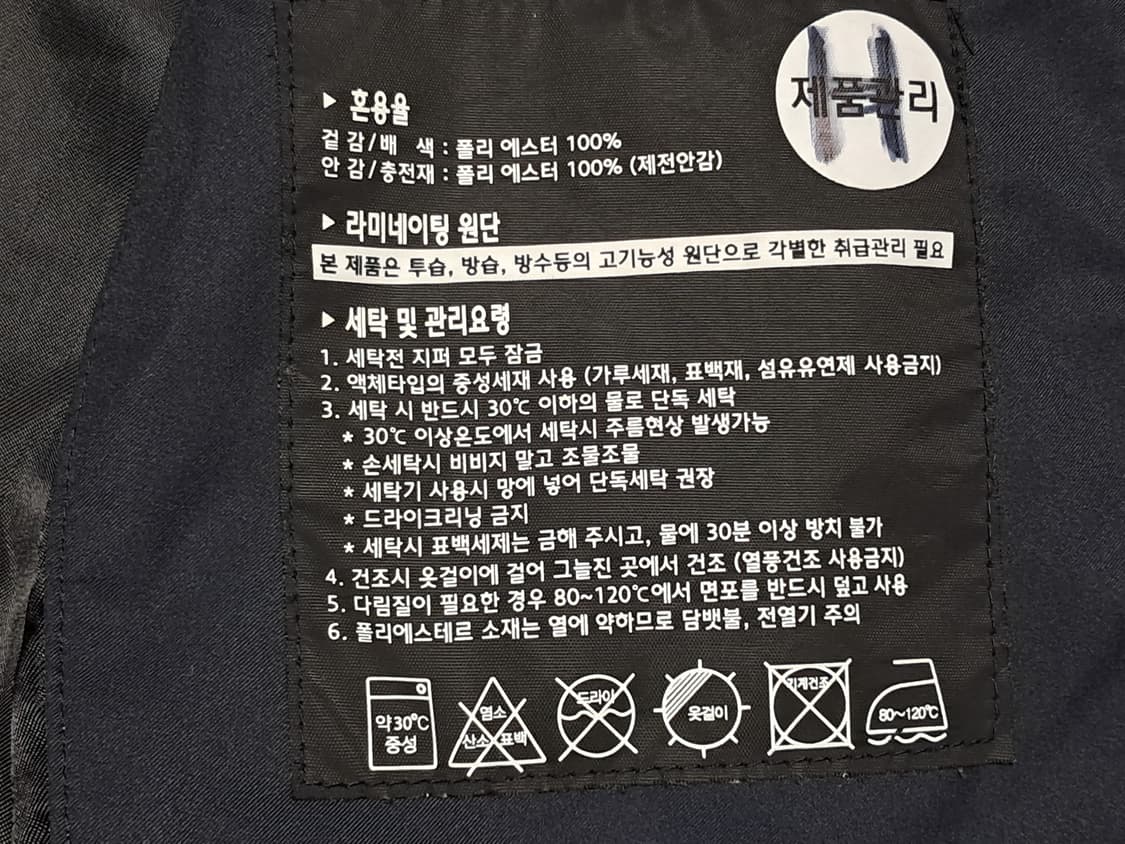 제품관리
▶ 혼용율
겉 감/배 색 : 폴리 에스터 100%
안 감/충전재 : 폴리 에스터 100% (제전안감)
▶ 라미네이팅 원단
본 제품은 투습, 방습, 방수등의 고기능성 원단으로 각별한 취급관리 필요
▶ 세탁 및 관리요령
1. 세탁전 지퍼 모두 잠금
2. 액체타입의 중성세재 사용 (가루세재, 표백재, 섬유유연제 사용금지)
3. 세탁 시 반드시 30℃ 이하의 물로 단독 세탁
* 30℃ 이상온도에서 세탁시 주름현상 발생가능
* 손세탁시 비비지 말고 조물조물
* 세탁기 사용시 망에 넣어 단독세탁 권장
* 드라이크리닝 금지
* 세탁시 표백세제는 금해 주시고, 물에 30분 이상 방치 불가
4. 건조시 옷걸이에 걸어 그늘진 곳에서 건조 (열풍건조 사용금지)
5. 다림질이 필요한 경우 80~120℃에서 면포를 반드시 덮고 사용
6. 폴리에스테르 소재는 열에 약하므로 담뱃불, 전열기 주의
약30℃
중성
염소
산소 표백
드라이
옷걸이
기계건조
80~120℃